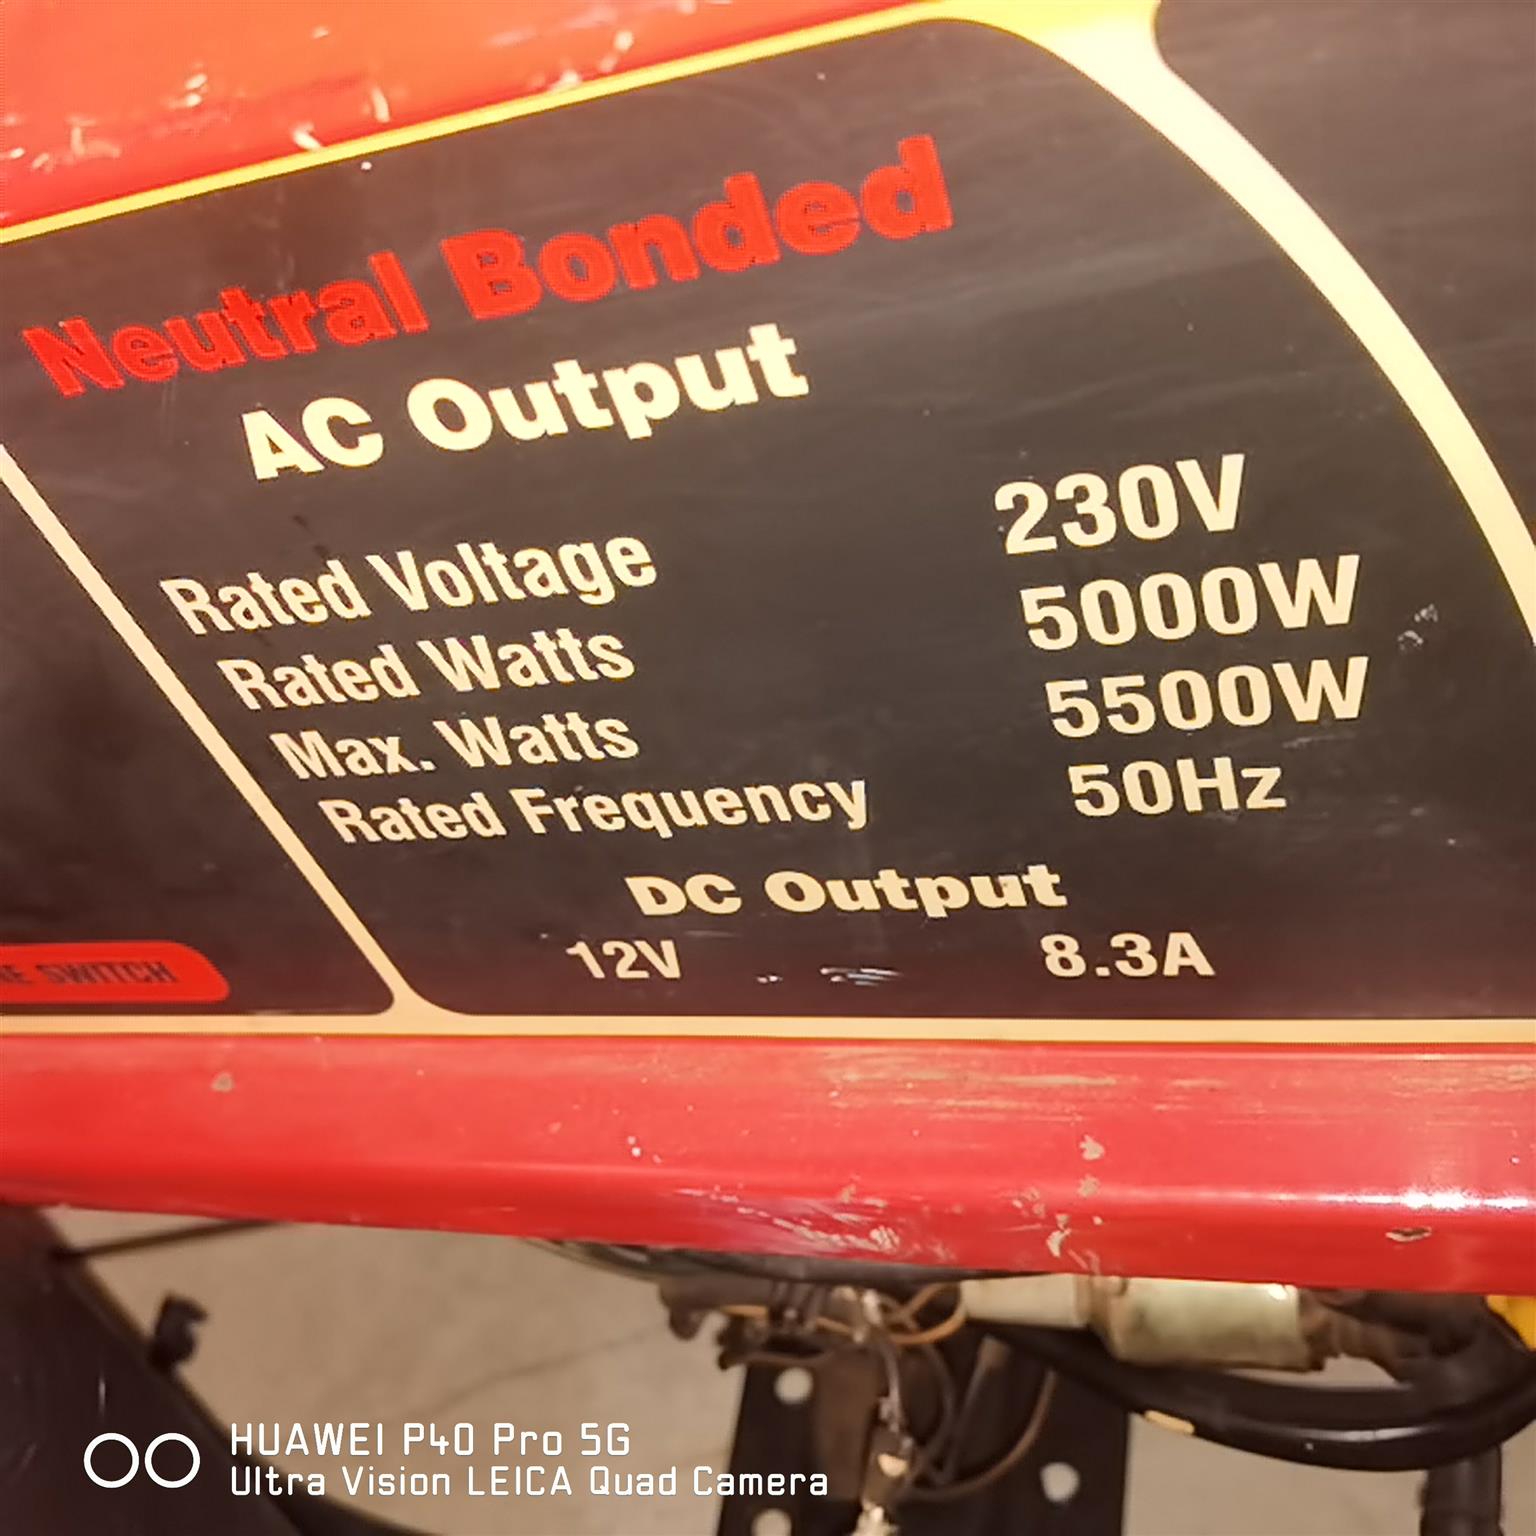 Neutral Bonded
AC Output
Rated Voltage 230V
Rated Watts 5000W
Max. Watts 5500W
Rated Frequency 50Hz
DC Output
12V 8.3A
SWITCH
HUAWEI P40 Pro 5G
Ultra Vision LEICA Quad Camera